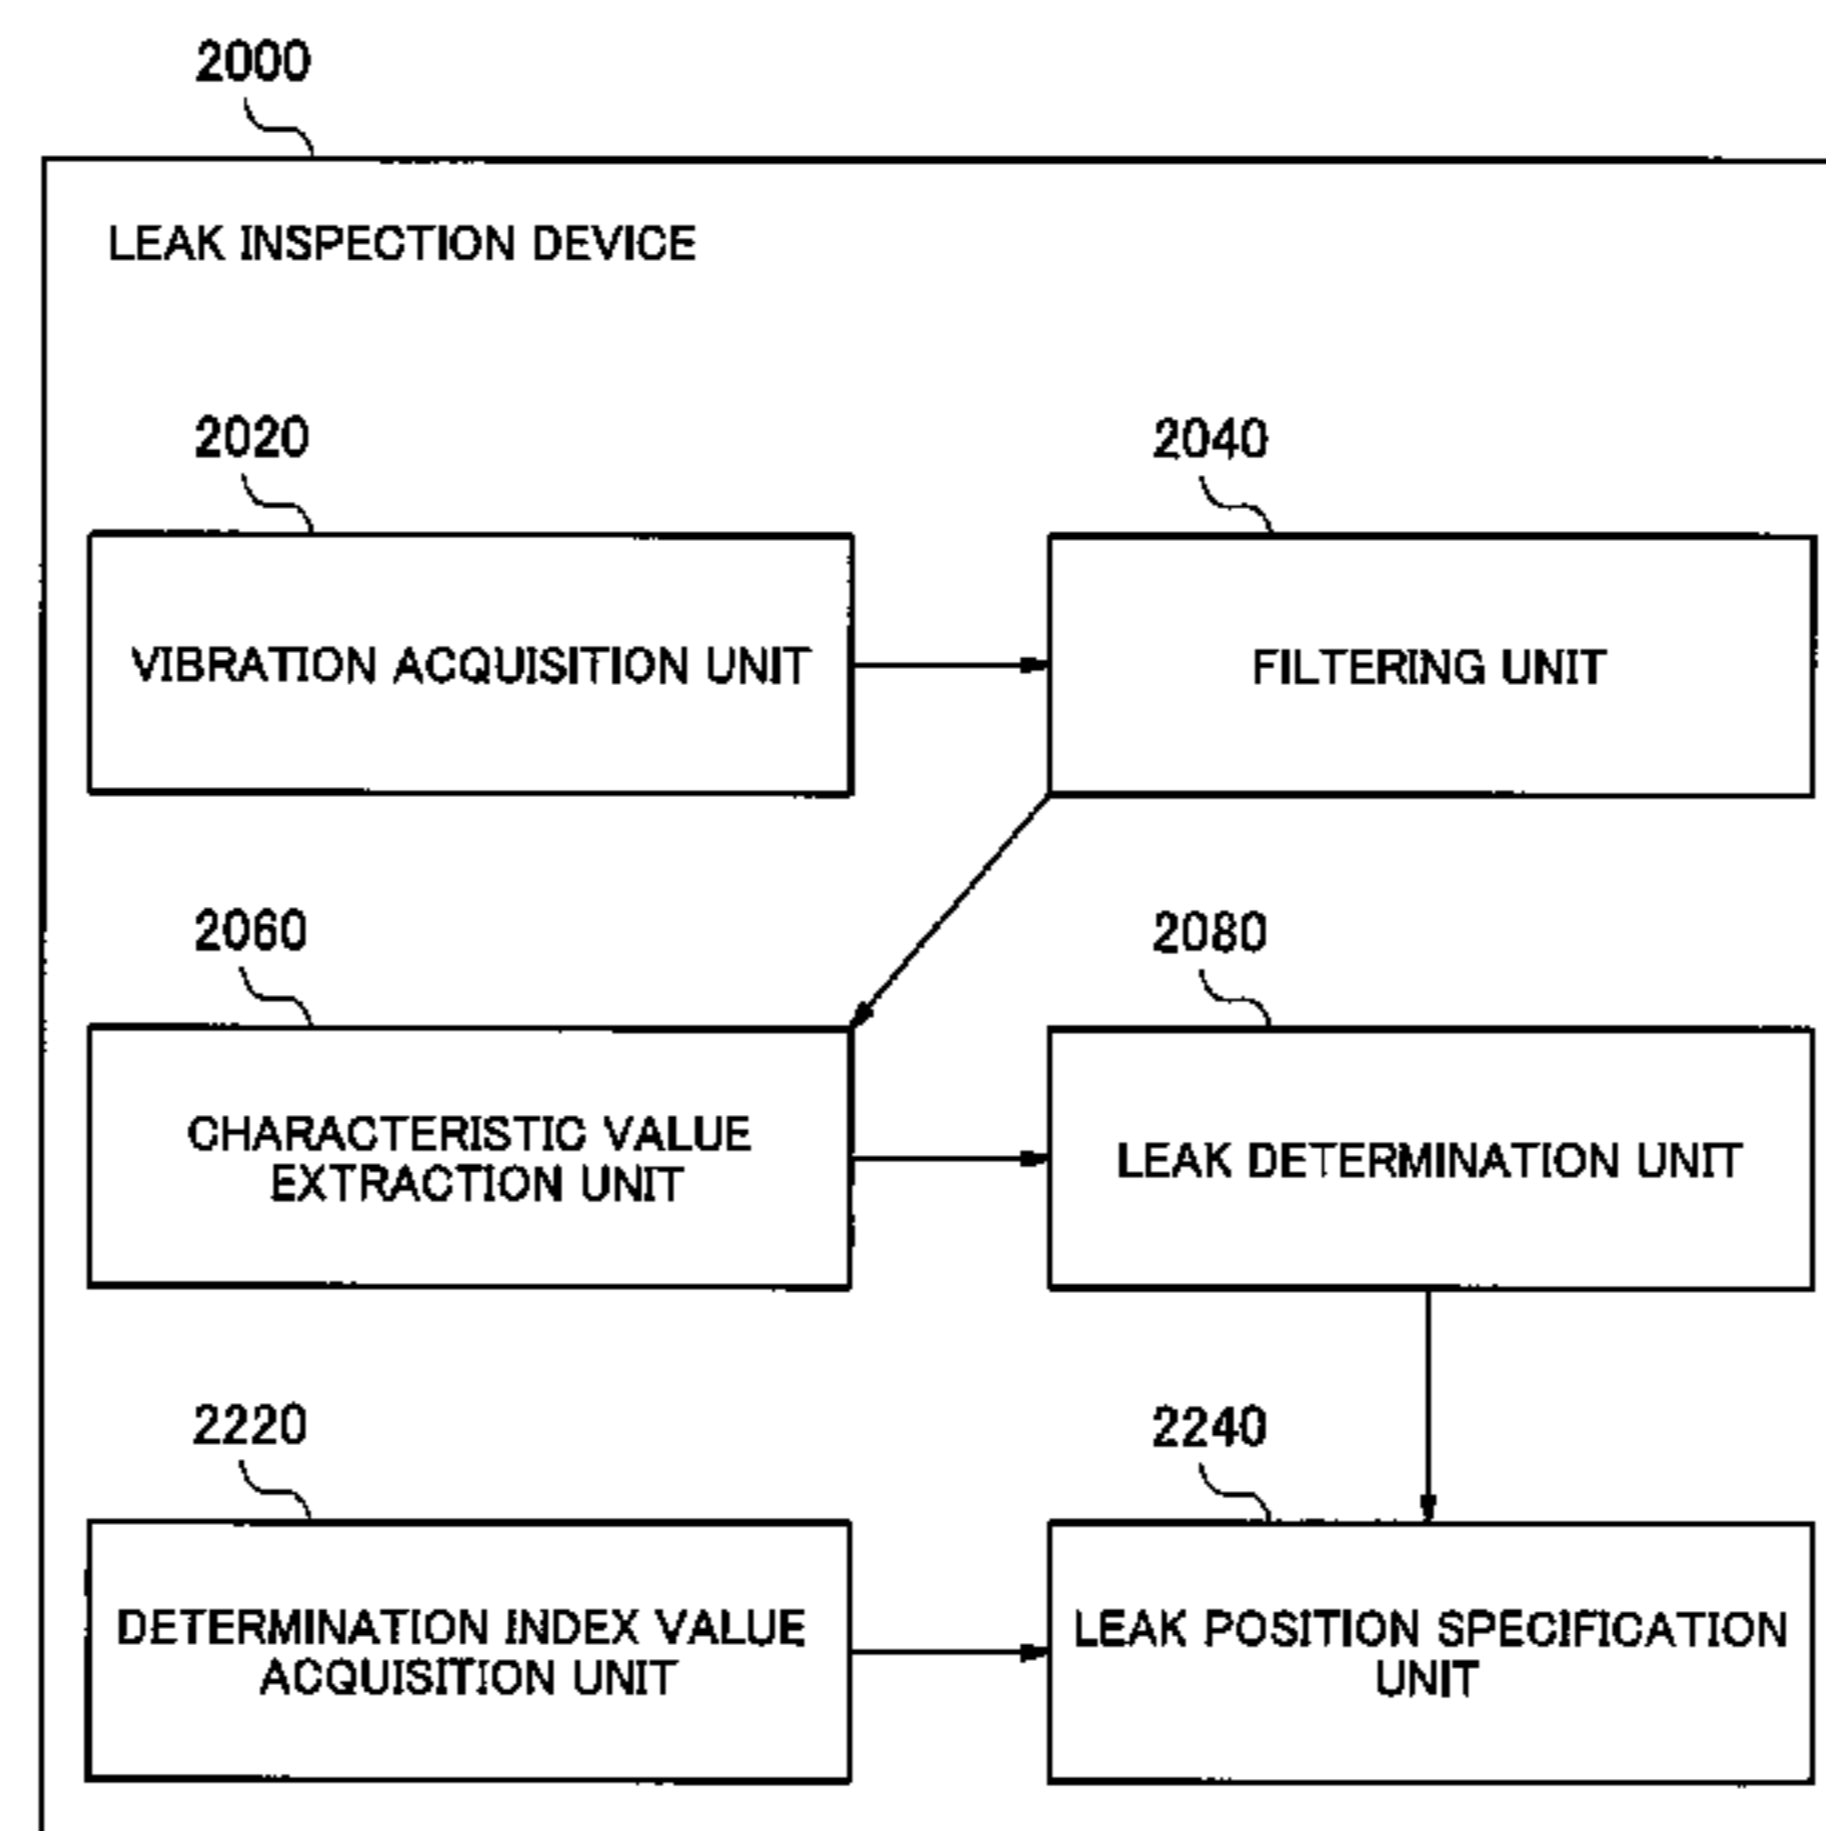 2000
LEAK INSPECTION DEVICE
2020
2040
VIBRATION ACQUISITION UNIT
FILTERING UNIT
2060
2080
CHARACTERISTIC VALUE
EXTRACTION UNIT
LEAK DETERMINATION UNIT
2220
2240
DETERMINATION INDEX VALUE
ACQUISITION UNIT
LEAK POSITION SPECIFICATION
UNIT